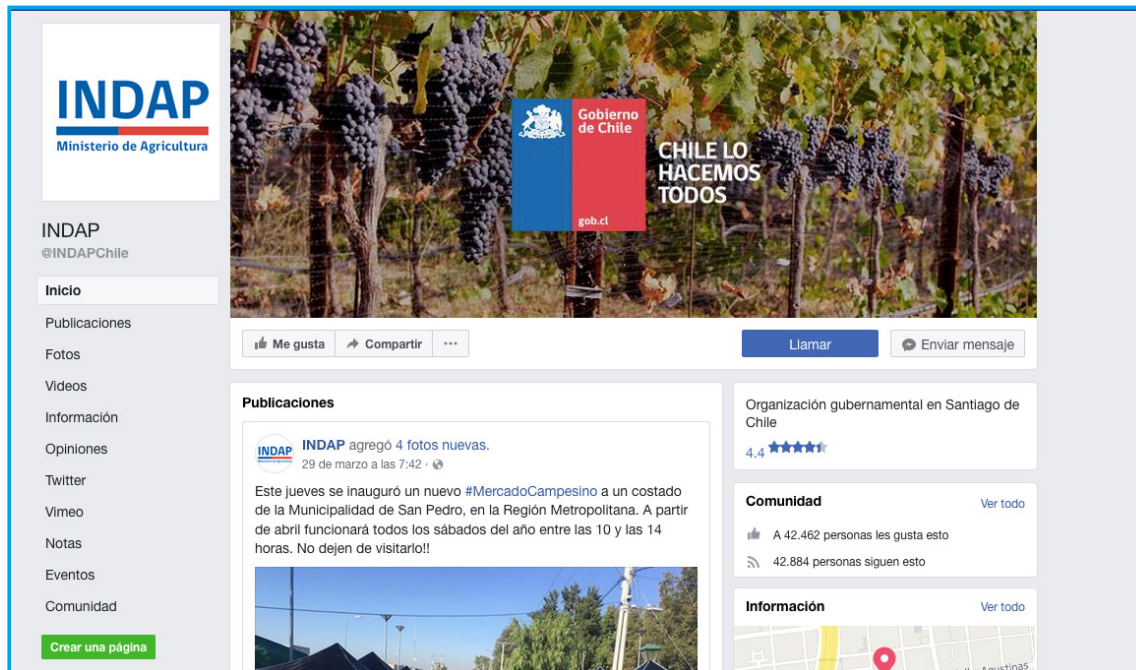 INDAP
Ministerio de Agricultura
Gobierno
de Chile
gob.cl
CHILE LO
HACEMOS
TODOS
INDAP
@INDAPChile
Inicio
Publicaciones
Fotos
Videos
Información
Opiniones
Twitter
Vimeo
Notas
Eventos
Comunidad
Crear una página
Me gusta
Compartir
...
Llamar
Enviar mensaje
Publicaciones
INDAP
INDAP agregó 4 fotos nuevas.
29 de marzo a las 7:42 ·
Este jueves se inauguró un nuevo #MercadoCampesino a un costado
de la Municipalidad de San Pedro, en la Región Metropolitana. A partir
de abril funcionará todos los sábados del año entre las 10 y las 14
horas. No dejen de visitarlo!!
Organización gubernamental en Santiago de
Chile
4.4
Comunidad Ver todo
A 42.462 personas les gusta esto
42.884 personas siguen esto
Información Ver todo
Agustinas